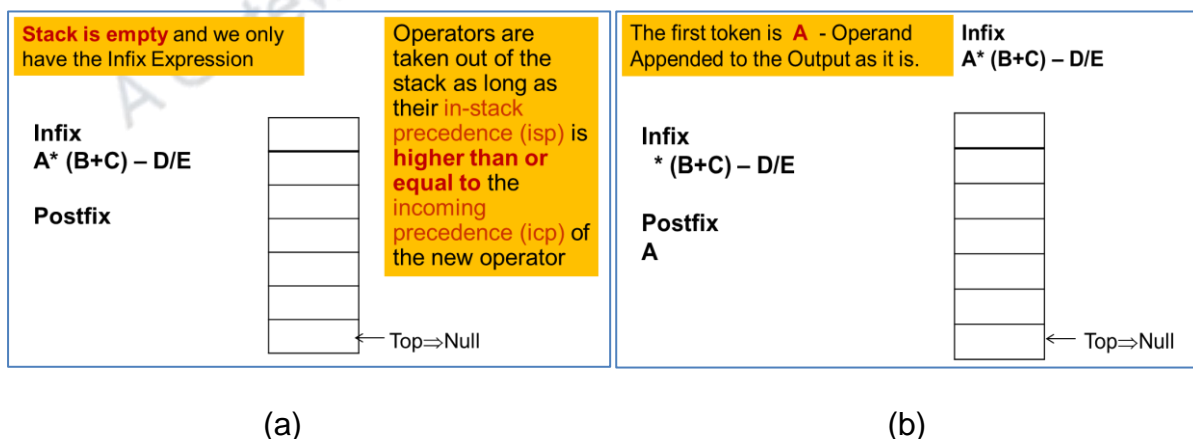 Stack is empty and we only
have the Infix Expression
Operators are
taken out of the
stack as long as
their in-stack
precedence (isp) is
higher than or
equal to the
incoming
precedence (icp) of
the new operator
Infix
A* (B+C) – D/E
Postfix
Top⇒Null
(a)
The first token is A - Operand
Appended to the Output as it is.
Infix
A* (B+C) – D/E
Infix
* (B+C) – D/E
Postfix
A
Top⇒Null
(b)